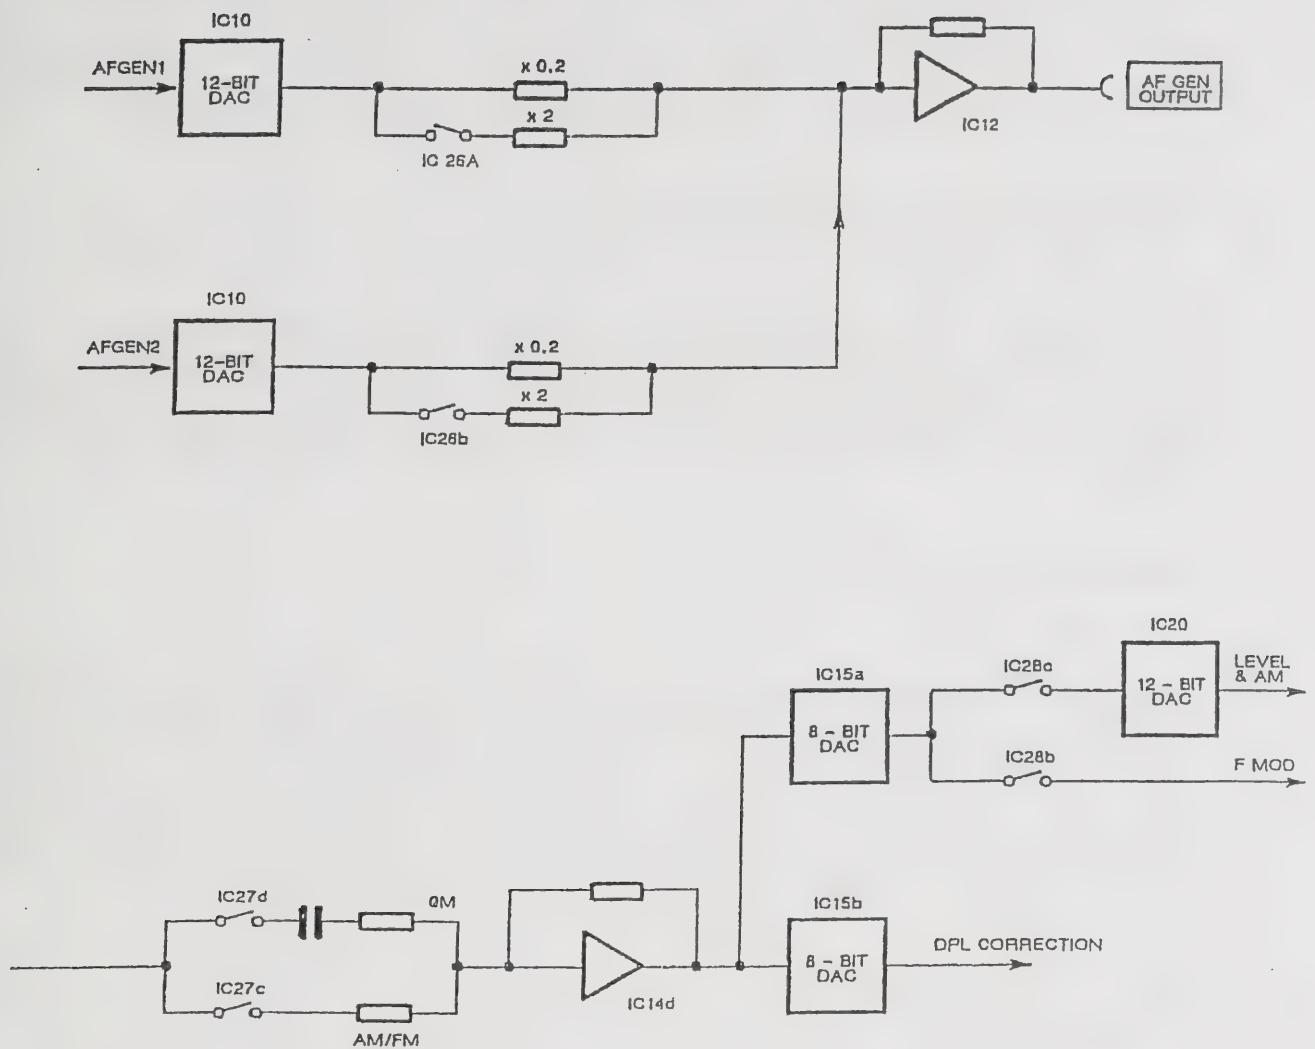 IC10
AFGEN1
12-BIT
DAC
x 0.2
x 2
IC 26A
IC12
AF GEN
OUTPUT
IC10
AFGEN2
12-BIT
DAC
x 0.2
x 2
IC26b
IC20
IC15a
IC28a
12 - BIT
DAC
LEVEL
& AM
8 - BIT
DAC
IC28b
F MOD
IC27d
ØM
IC15b
8 - BIT
DAC
DPL CORRECTION
IC27c
IC14d
AM/FM